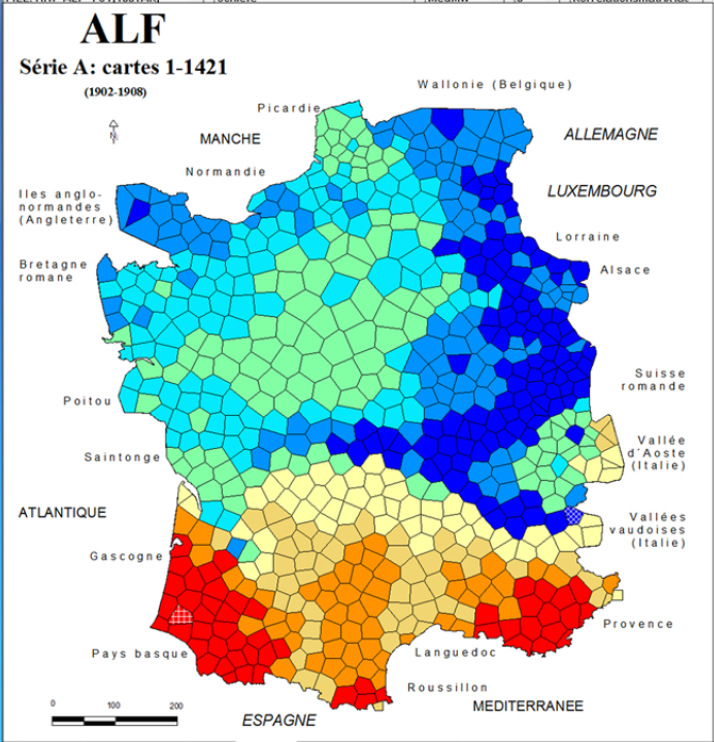 ALF
Série A: cartes 1-1421
(1902-1908)
Wallonie (Belgique)
Picardie
N
MANCHE
ALLEMAGNE
Normandie
LUXEMBOURG
Iles anglo-
normandes
(Angleterre)
Lorraine
Bretagne
romane
Alsace
Suisse
romande
Poitou
Vallée
d'Aoste
(Italie)
Saintonge
ATLANTIQUE
Vallées
vaudoises
(Italie)
Gascogne
Provence
Pays basque
Languedoc
Roussillon
MEDITERRANEE
0 100 200
ESPAGNE